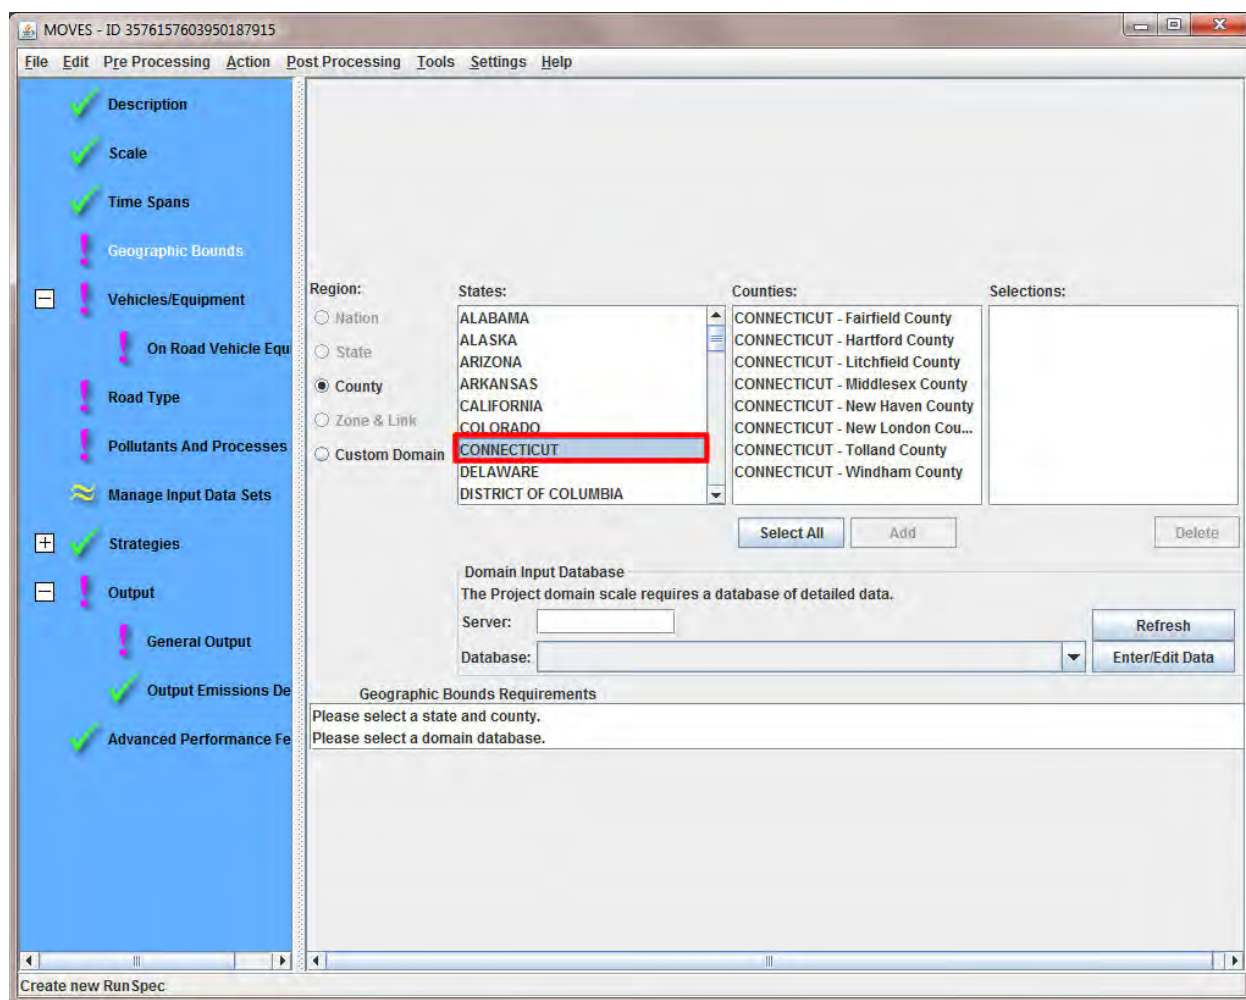 MOVES - ID 3576157603950187915
File Edit Pre Processing Action Post Processing Tools Settings Help
Description
Scale
Time Spans
Geographic Bounds
Vehicles/Equipment
On Road Vehicle Equ
Road Type
Pollutants And Processes
Manage Input Data Sets
Strategies
Output
General Output
Output Emissions De
Advanced Performance Fe
Region:
Nation
State
County
Zone & Link
Custom Domain
States:
ALABAMA
ALASKA
ARIZONA
ARKANSAS
CALIFORNIA
COLORADO
CONNECTICUT
DELAWARE
DISTRICT OF COLUMBIA
Counties:
CONNECTICUT - Fairfield County
CONNECTICUT - Hartford County
CONNECTICUT - Litchfield County
CONNECTICUT - Middlesex County
CONNECTICUT - New Haven County
CONNECTICUT - New London Cou...
CONNECTICUT - Tolland County
CONNECTICUT - Windham County
Selections:
Select All Add Delete
Domain Input Database
The Project domain scale requires a database of detailed data.
Server:
Refresh
Database:
Enter/Edit Data
Geographic Bounds Requirements
Please select a state and county.
Please select a domain database.
Create new RunSpec